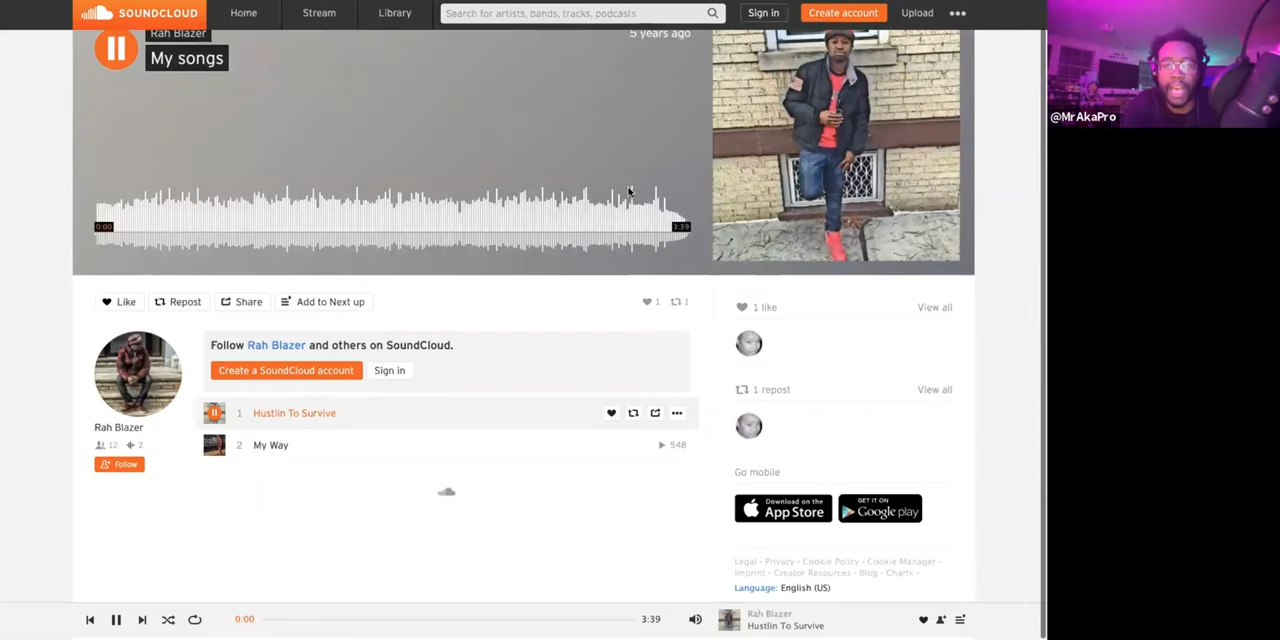 SOUNDCLOUD Home Stream Library Search for artists, bands, tracks, podcasts Sign in Create account Upload
Rah Blazer
My songs
5 years ago
@MrAkaPro
0:00 3:39
Like Repost Share Add to Next up 1 1
1 like View all
Follow Rah Blazer and others on SoundCloud.
Create a SoundCloud account Sign in
1 repost View all
1 Hustlin To Survive
Rah Blazer
12 2
2 My Way 548
Follow
Go mobile
Download on the App Store
GET IT ON Google play
Legal - Privacy - Cookie Policy - Cookie Manager -
Imprint - Creator Resources - Blog - Charts -
Language: English (US)
0:00 3:39
Rah Blazer
Hustlin To Survive